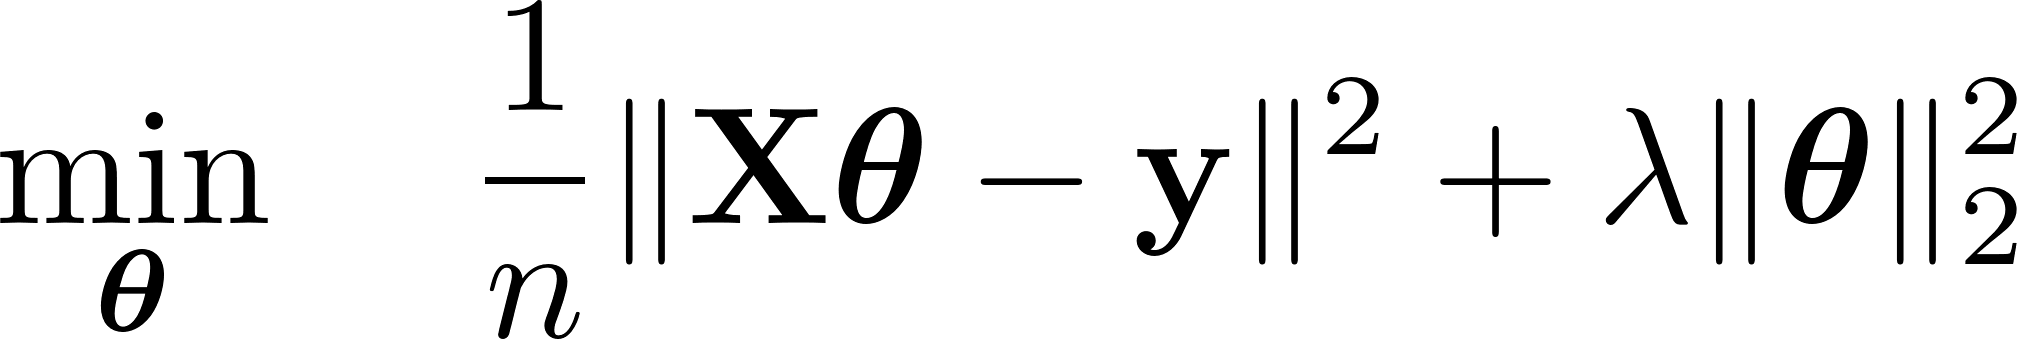 min_θ 1/n ‖Xθ − y‖² + λ‖θ‖₂²